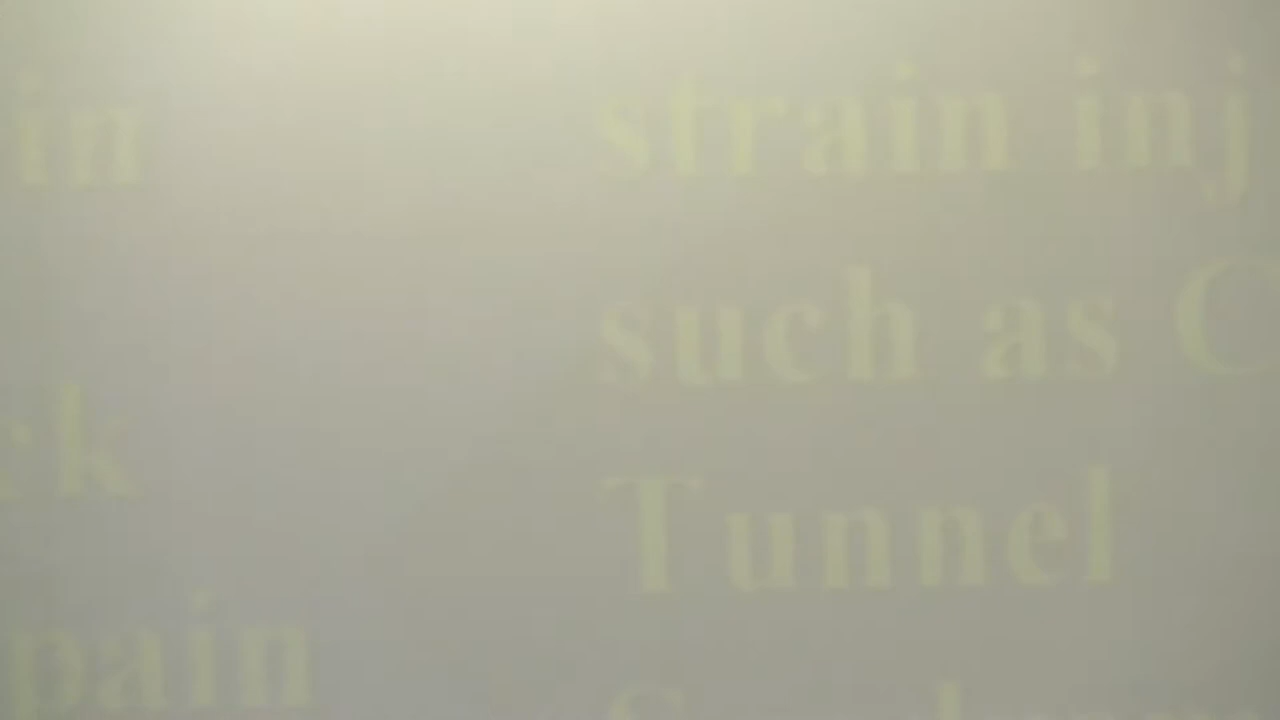 in
pain
strain inj
such as C
Tunnel